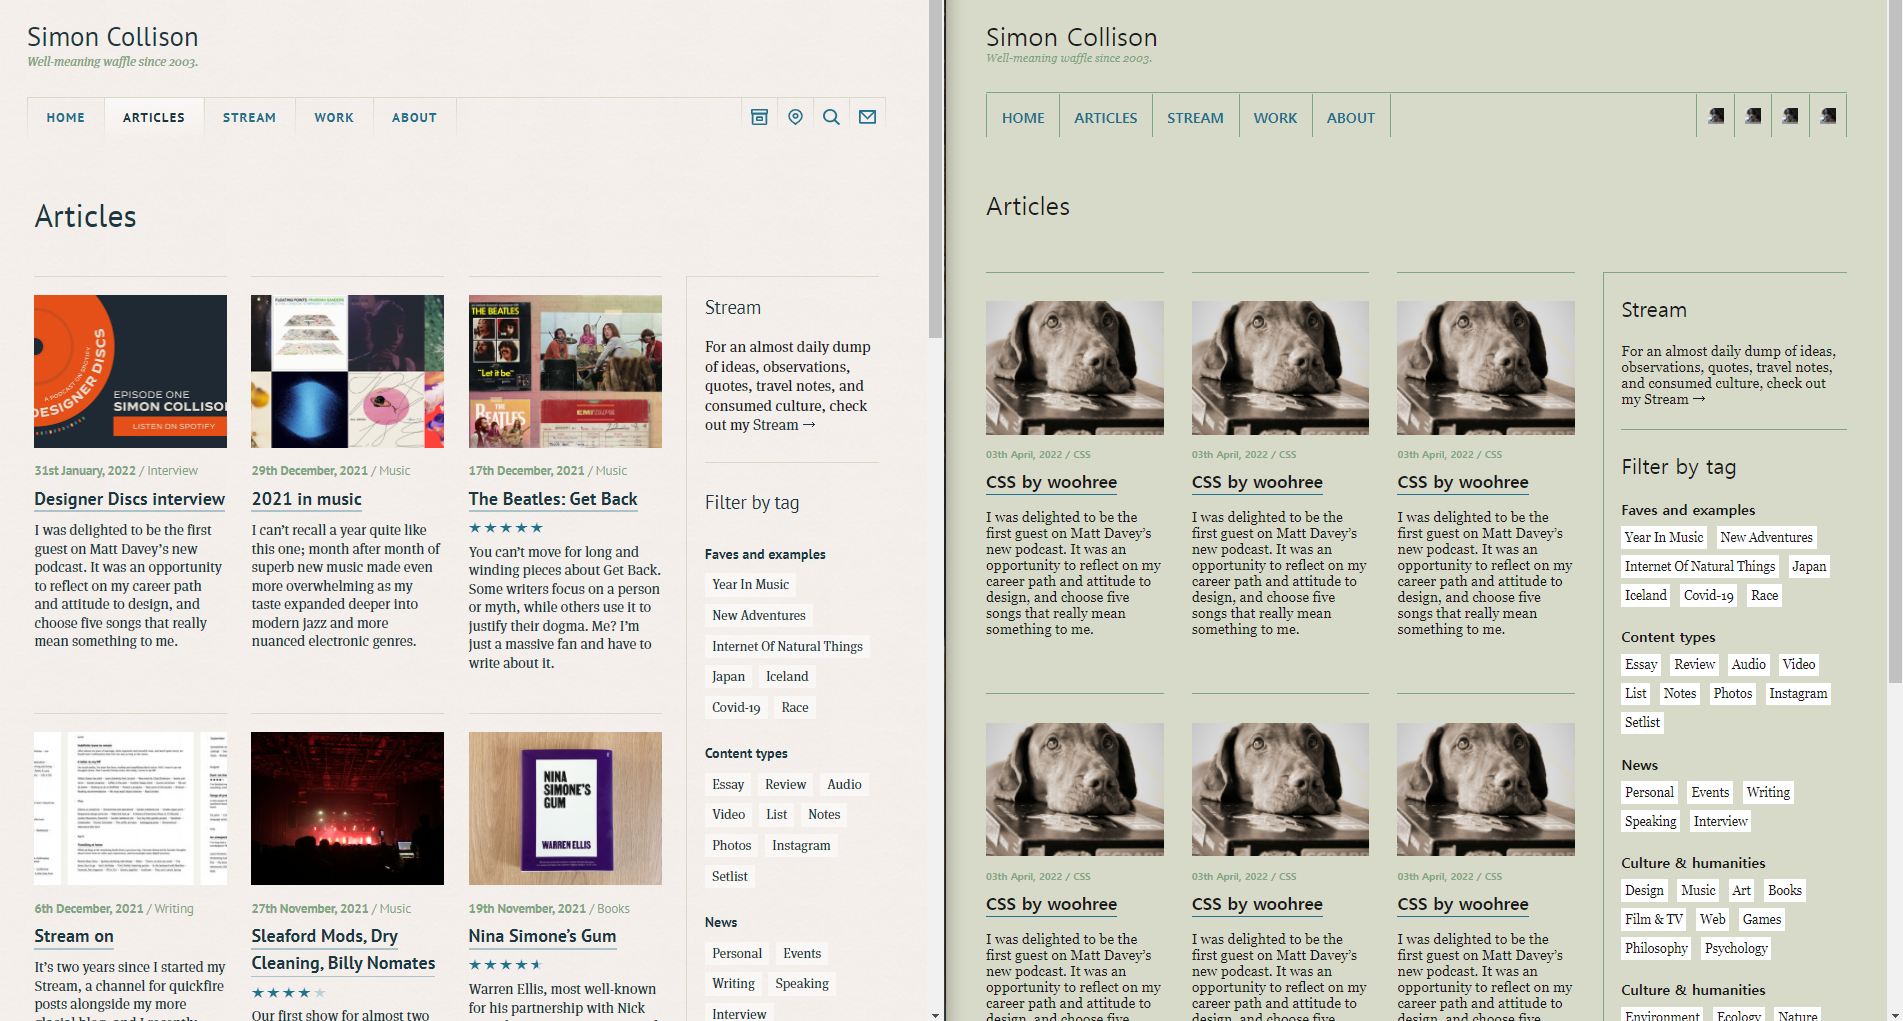 Simon Collison
Well-meaning waffle since 2003.
HOME ARTICLES STREAM WORK ABOUT
Articles
A PODCAST ON SPOTIFY
DESIGNER DISCS
EPISODE ONE
SIMON COLLISO
LISTEN ON SPOTIFY
31st January, 2022 / Interview
Designer Discs interview
I was delighted to be the first
guest on Matt Davey’s new
podcast. It was an opportunity
to reflect on my career path
and attitude to design, and
choose five songs that really
mean something to me.
29th December, 2021 / Music
2021 in music
I can’t recall a year quite like
this one; month after month of
superb new music made even
more overwhelming as my
taste expanded deeper into
modern jazz and more
nuanced electronic genres.
THE BEATLES
"Let it be"
THE
BEATLES
EMI
17th December, 2021 / Music
The Beatles: Get Back
★★★★★
You can’t move for long and
winding pieces about Get Back.
Some writers focus on a person
or myth, while others use it to
justify their dogma. Me? I’m
just a massive fan and have to
write about it.
6th December, 2021 / Writing
Stream on
It’s two years since I started my
Stream, a channel for quickfire
posts alongside my more
27th November, 2021 / Music
Sleaford Mods, Dry
Cleaning, Billy Nomates
★★★★★
Our first show for almost two
NINA
SIMONE’S
GUM
WARREN ELLIS
19th November, 2021 / Books
Nina Simone’s Gum
★★★★★
Warren Ellis, most well-known
for his partnership with Nick
Stream
For an almost daily dump
of ideas, observations,
quotes, travel notes, and
consumed culture, check
out my Stream →
Filter by tag
Faves and examples
Year In Music
New Adventures
Internet Of Natural Things
Japan Iceland
Covid-19 Race
Content types
Essay Review Audio
Video List Notes
Photos Instagram
Setlist
News
Personal Events
Writing Speaking
Interview
Simon Collison
Well-meaning waffle since 2003.
HOME ARTICLES STREAM WORK ABOUT
Articles
03th April, 2022 / CSS
CSS by woohree
I was delighted to be the
first guest on Matt Davey’s
new podcast. It was an
opportunity to reflect on my
career path and attitude to
design, and choose five
songs that really mean
something to me.
03th April, 2022 / CSS
CSS by woohree
I was delighted to be the
first guest on Matt Davey’s
new podcast. It was an
opportunity to reflect on my
career path and attitude to
design, and choose five
songs that really mean
something to me.
03th April, 2022 / CSS
CSS by woohree
I was delighted to be the
first guest on Matt Davey’s
new podcast. It was an
opportunity to reflect on my
career path and attitude to
design, and choose five
songs that really mean
something to me.
03th April, 2022 / CSS
CSS by woohree
I was delighted to be the
first guest on Matt Davey’s
new podcast. It was an
opportunity to reflect on my
career path and attitude to
design, and choose five
03th April, 2022 / CSS
CSS by woohree
I was delighted to be the
first guest on Matt Davey’s
new podcast. It was an
opportunity to reflect on my
career path and attitude to
design, and choose five
03th April, 2022 / CSS
CSS by woohree
I was delighted to be the
first guest on Matt Davey’s
new podcast. It was an
opportunity to reflect on my
career path and attitude to
design, and choose five
Stream
For an almost daily dump of ideas,
observations, quotes, travel notes,
and consumed culture, check out
my Stream →
Filter by tag
Faves and examples
Year In Music New Adventures
Internet Of Natural Things Japan
Iceland Covid-19 Race
Content types
Essay Review Audio Video
List Notes Photos Instagram
Setlist
News
Personal Events Writing
Speaking Interview
Culture & humanities
Design Music Art Books
Film & TV Web Games
Philosophy Psychology
Culture & humanities
Environment Ecology Nature